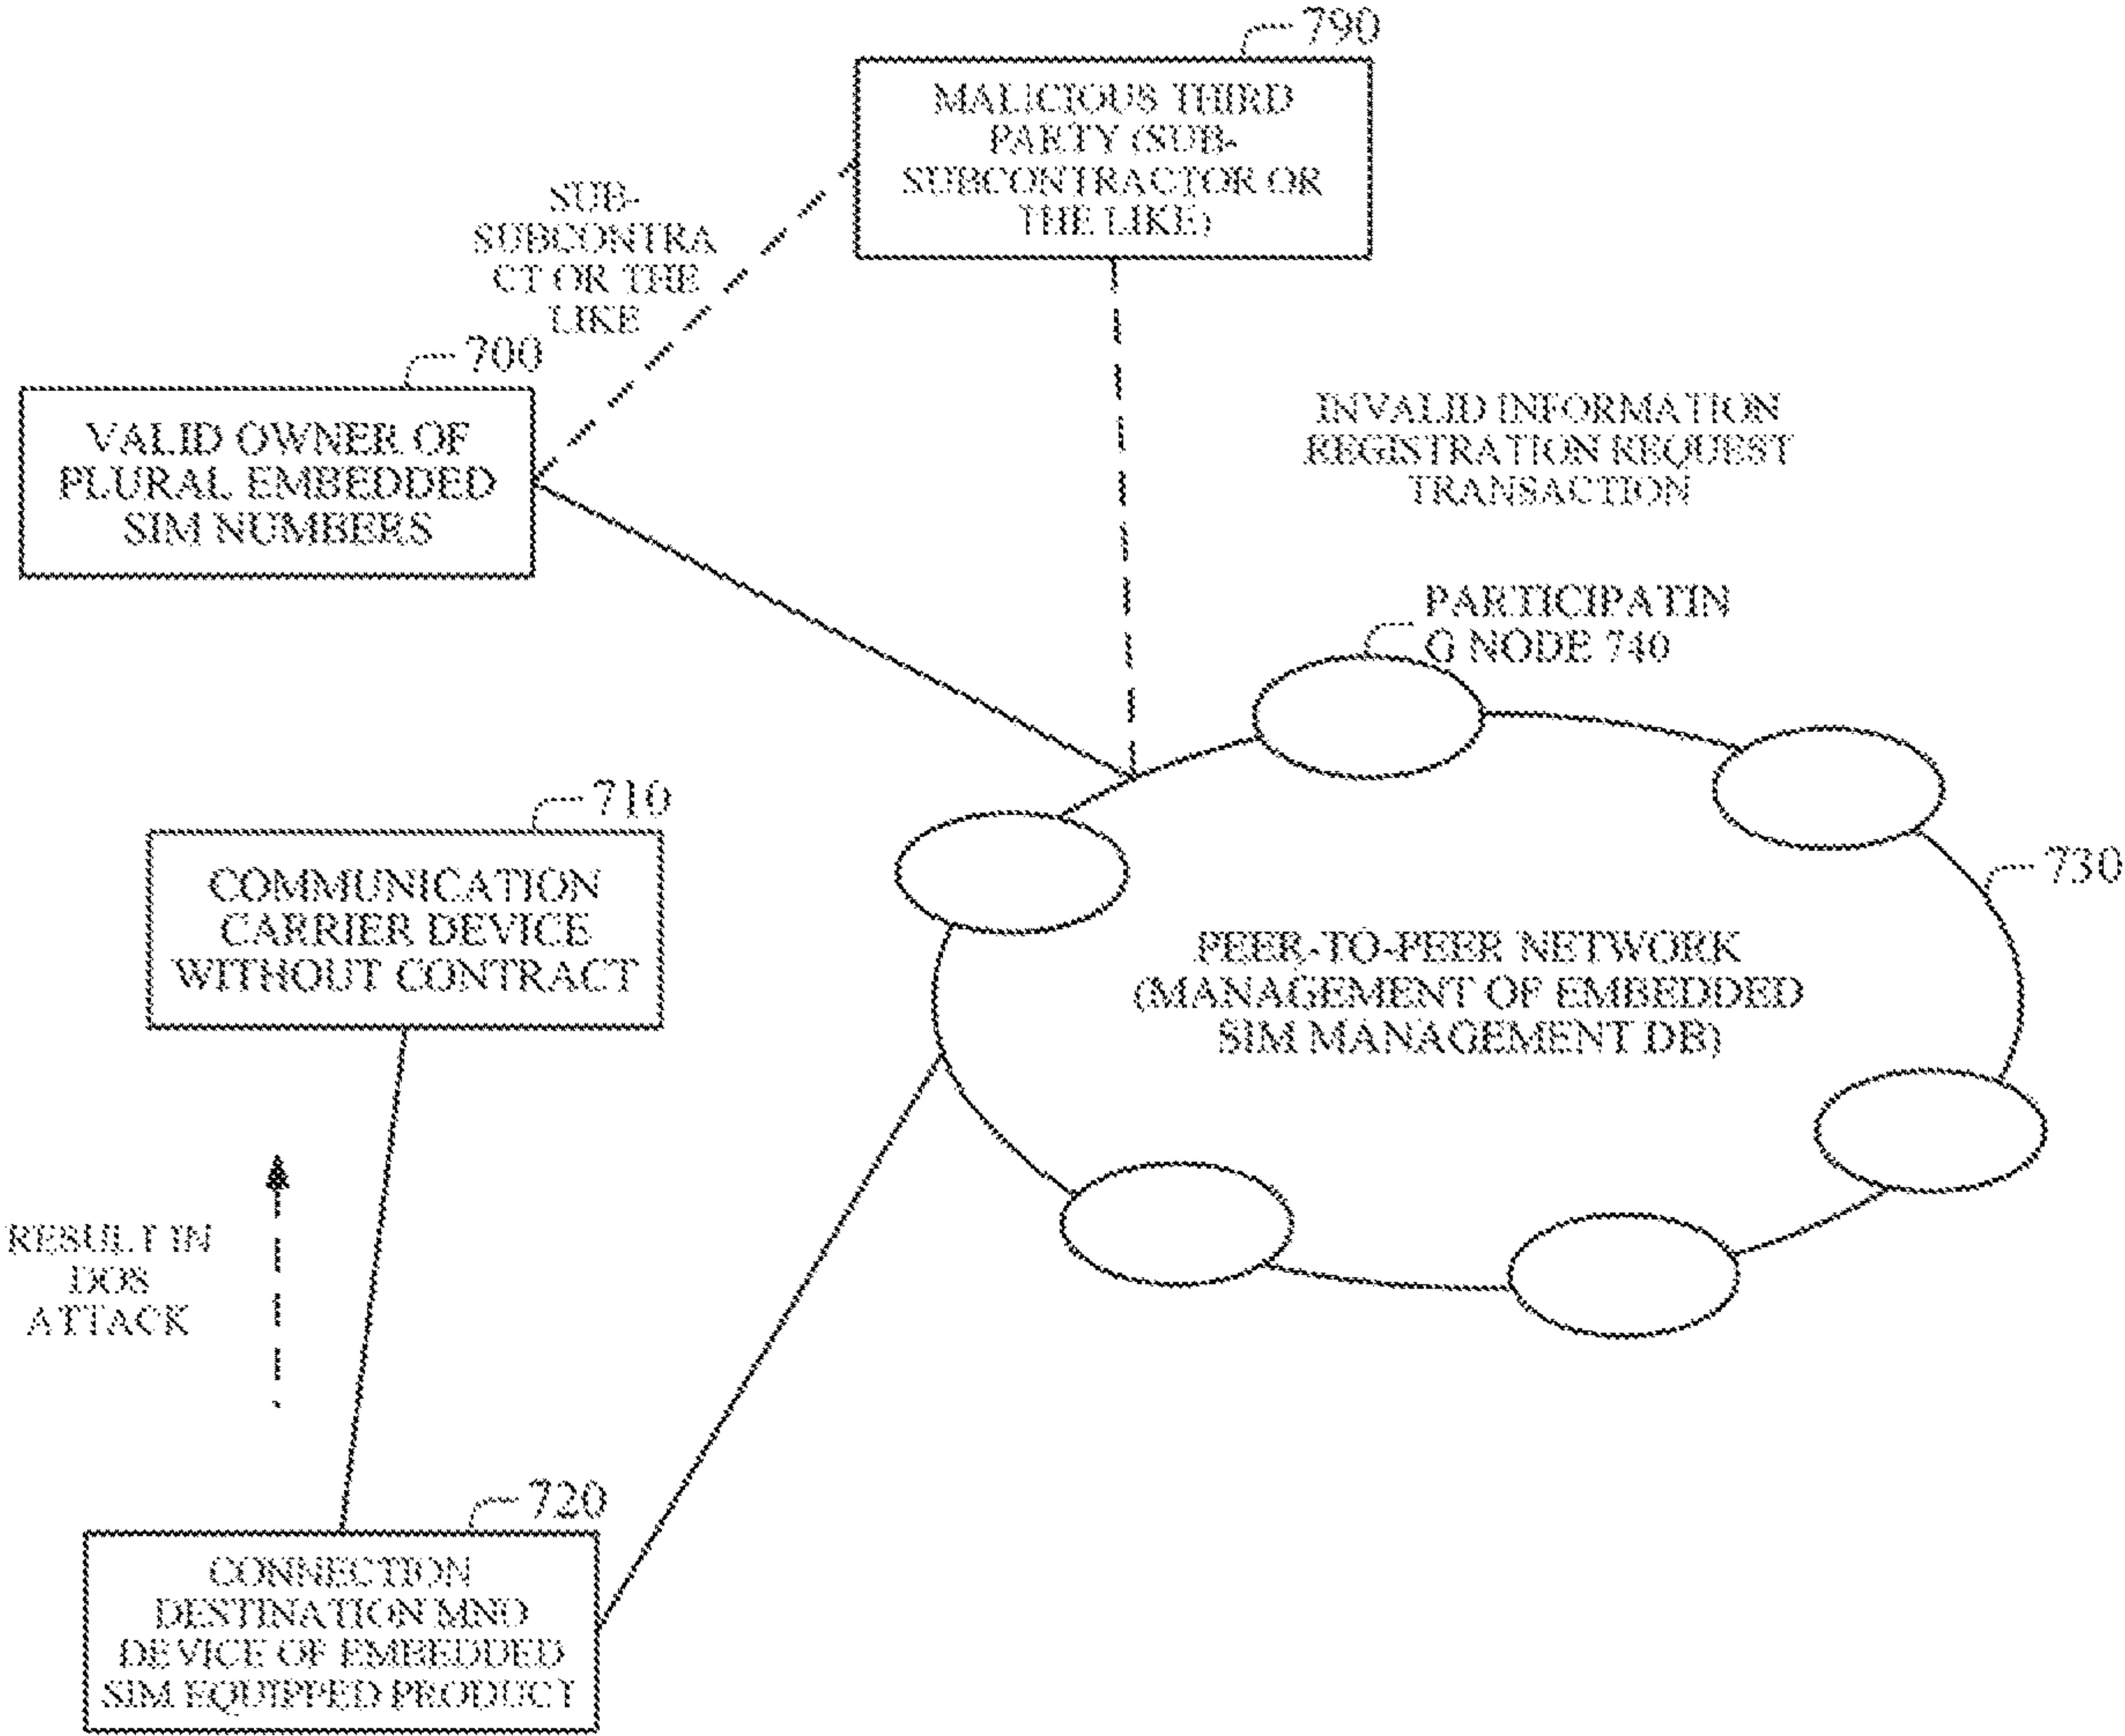 790
MALICIOUS THIRD
PARTY (SUB-
SUBCONTRACTOR OR
THE LIKE)
SUB-
SUBCONTRA
CT OR THE
LIKE
700
VALID OWNER OF
PLURAL EMBEDDED
SIM NUMBERS
INVALID INFORMATION
REGISTRATION REQUEST
TRANSACTION
PARTICIPATIN
G NODE 740
710
COMMUNICATION
CARRIER DEVICE
WITHOUT CONTRACT
730
PEER-TO-PEER NETWORK
(MANAGEMENT OF EMBEDDED
SIM MANAGEMENT DB)
RESULT IN
DOS
ATTACK
720
CONNECTION
DESTINATION MNO
DEVICE OF EMBEDDED
SIM EQUIPPED PRODUCT